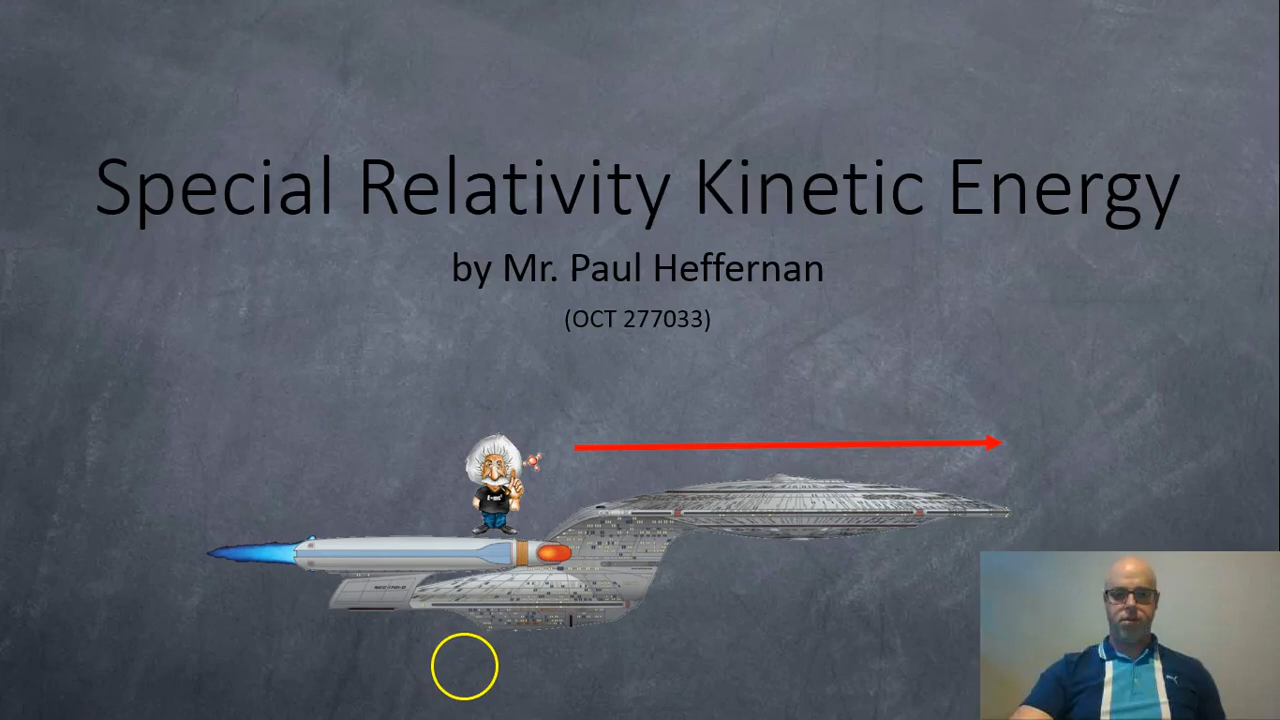 Special Relativity Kinetic Energy
by Mr. Paul Heffernan
(OCT 277033)